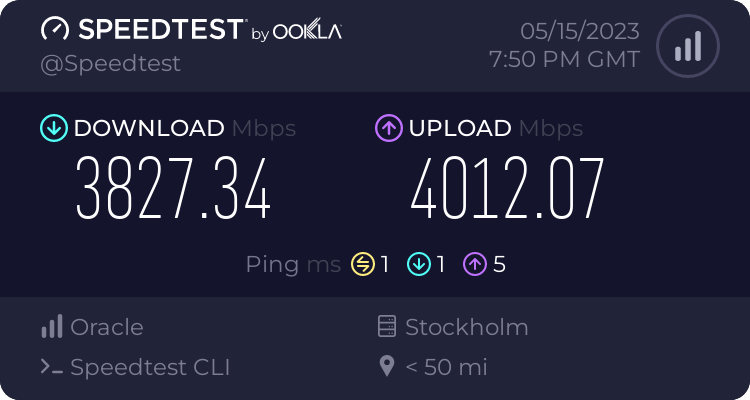 SPEEDTEST by OOKLA
@Speedtest
05/15/2023
7:50 PM GMT
DOWNLOAD Mbps
3827.34
UPLOAD Mbps
4012.07
Ping ms 1 1 5
Oracle
Stockholm
Speedtest CLI
< 50 mi